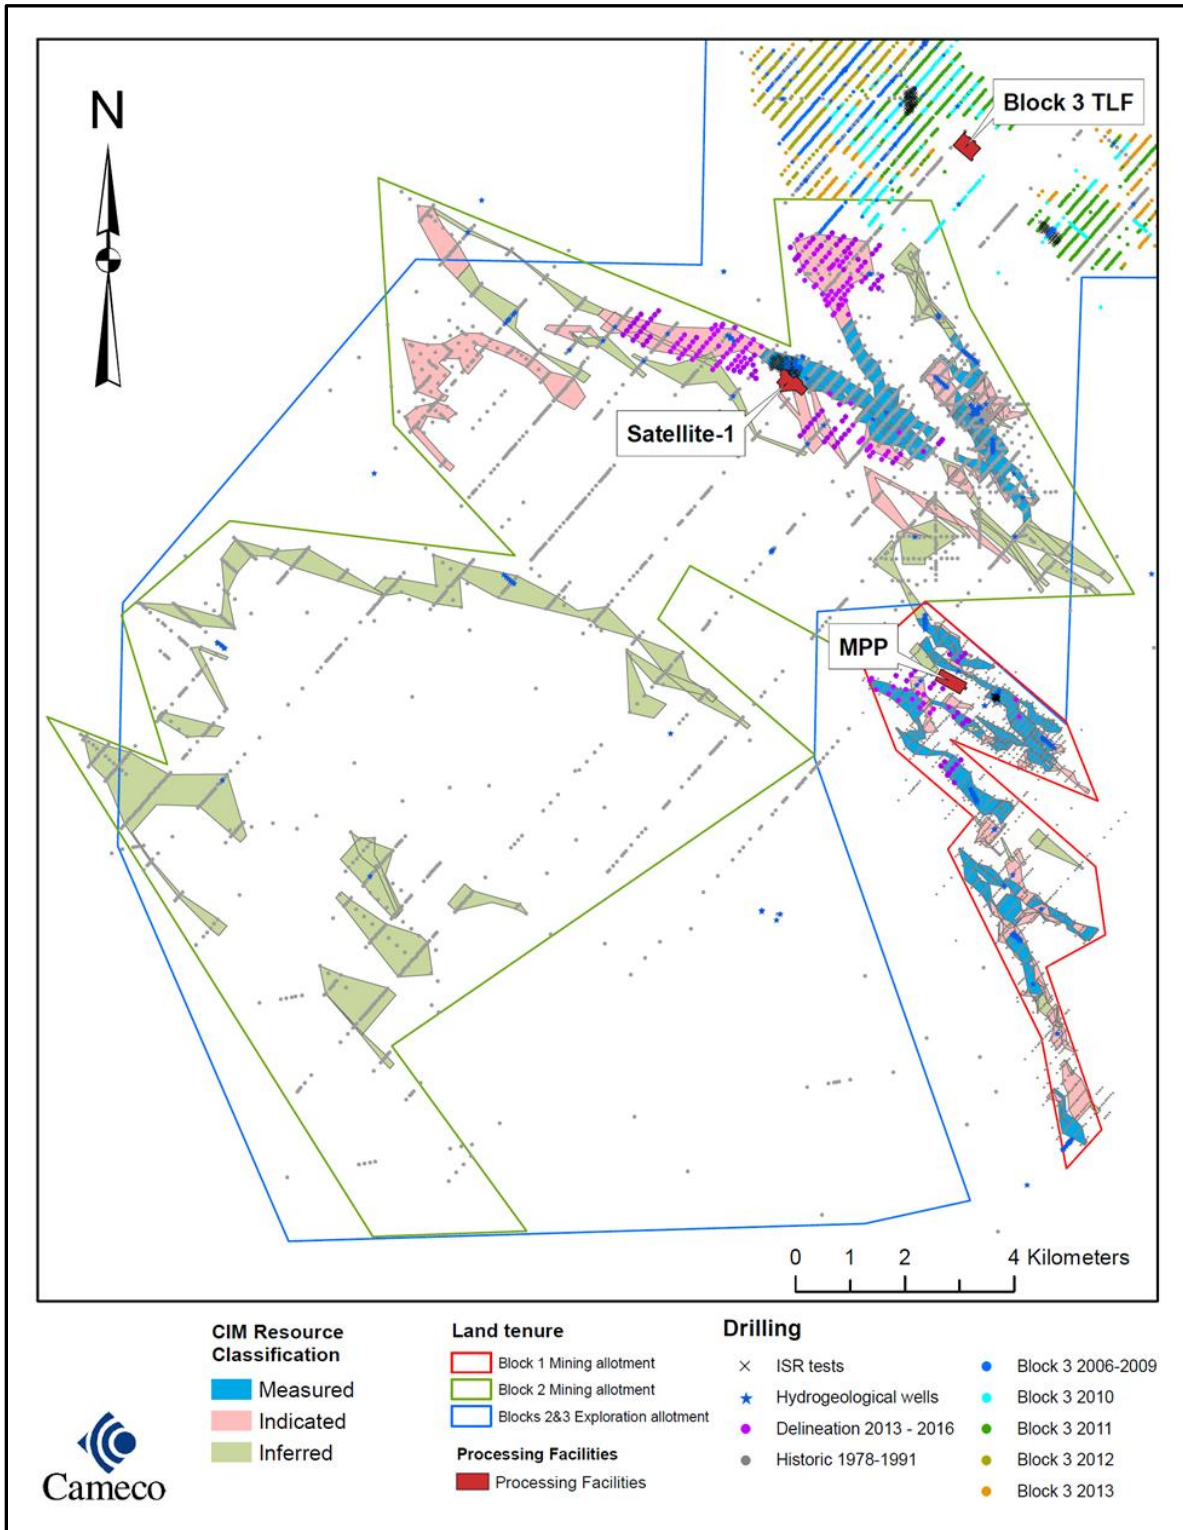 N
Block 3 TLF
Satellite-1
MPP
0 1 2 4 Kilometers
CIM Resource
Classification
Measured
Indicated
Inferred
Land tenure
Block 1 Mining allotment
Block 2 Mining allotment
Blocks 2&3 Exploration allotment
Processing Facilities
Processing Facilities
Drilling
ISR tests
Hydrogeological wells
Delineation 2013 - 2016
Historic 1978-1991
Block 3 2006-2009
Block 3 2010
Block 3 2011
Block 3 2012
Block 3 2013
Cameco